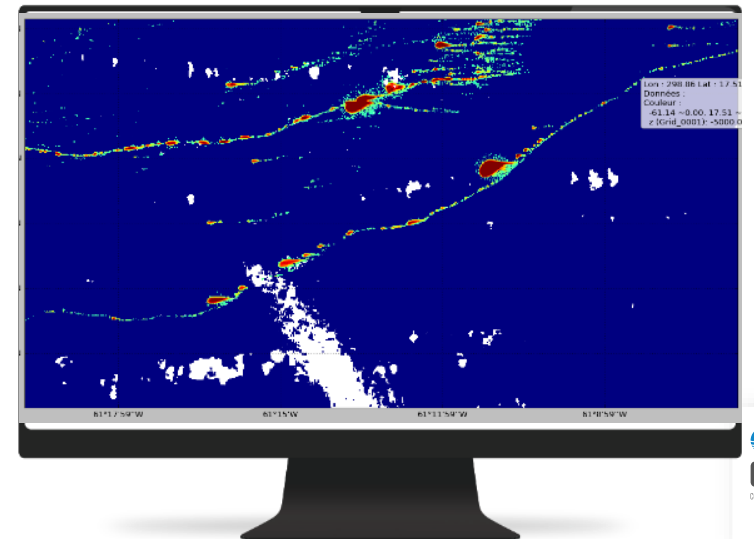 Lon : 298.86 Lat : 17.51
Données :
Couleur :
-61.14 ~0.00, 17.51 ~
z (Grid_0001): -5000.0
61°17'59"W 61°15'W 61°11'59"W 61°8'59"W